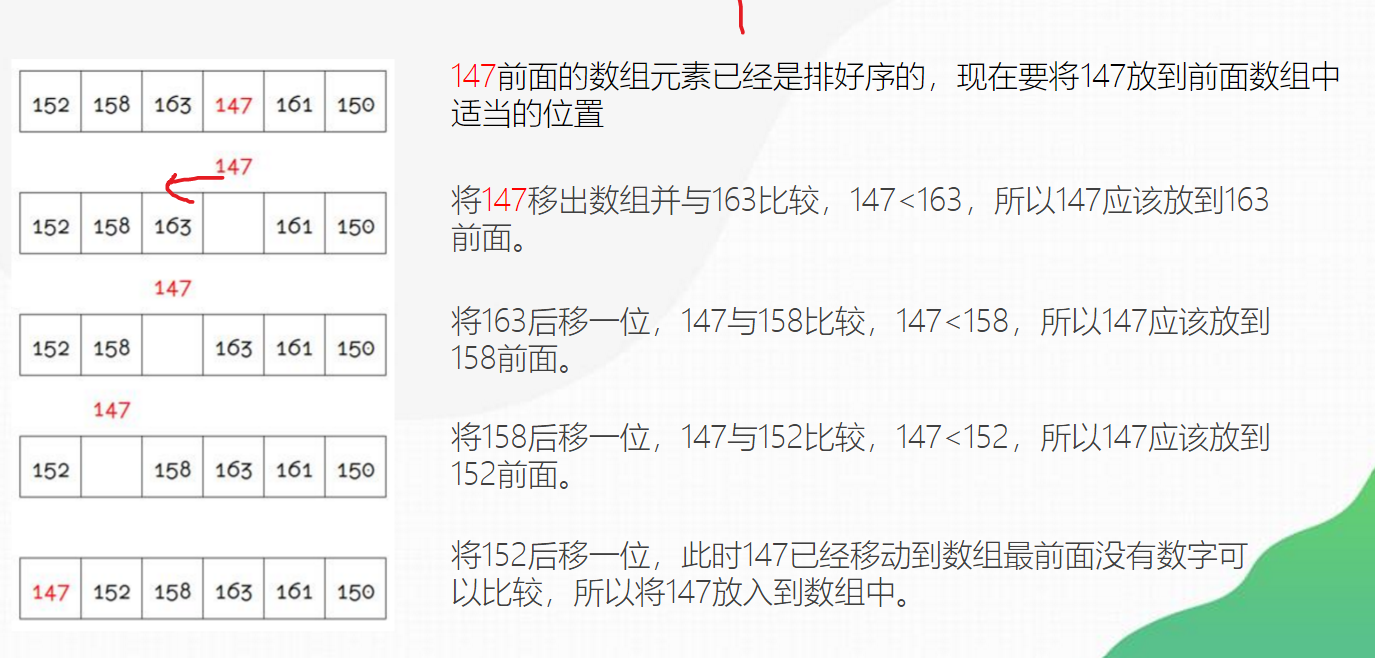 152 158 163 147 161 150
147前面的数组元素已经是排好序的，现在要将147放到前面数组中
适当的位置
147
152 158 163 161 150
将147移出数组并与163比较，147<163，所以147应该放到163
前面。
147
152 158 163 161 150
将163后移一位，147与158比较，147<158，所以147应该放到
158前面。
147
152 158 163 161 150
将158后移一位，147与152比较，147<152，所以147应该放到
152前面。
147 152 158 163 161 150
将152后移一位，此时147已经移动到数组最前面没有数字可
以比较，所以将147放入到数组中。